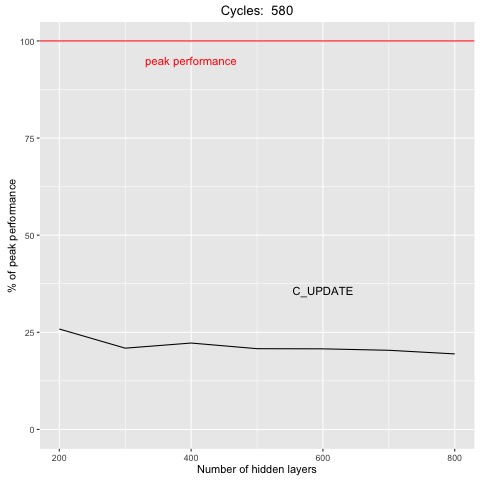 Cycles:  580
100
peak performance
75
% of peak performance
50
C_UPDATE
25
0
200
400
600
800
Number of hidden layers